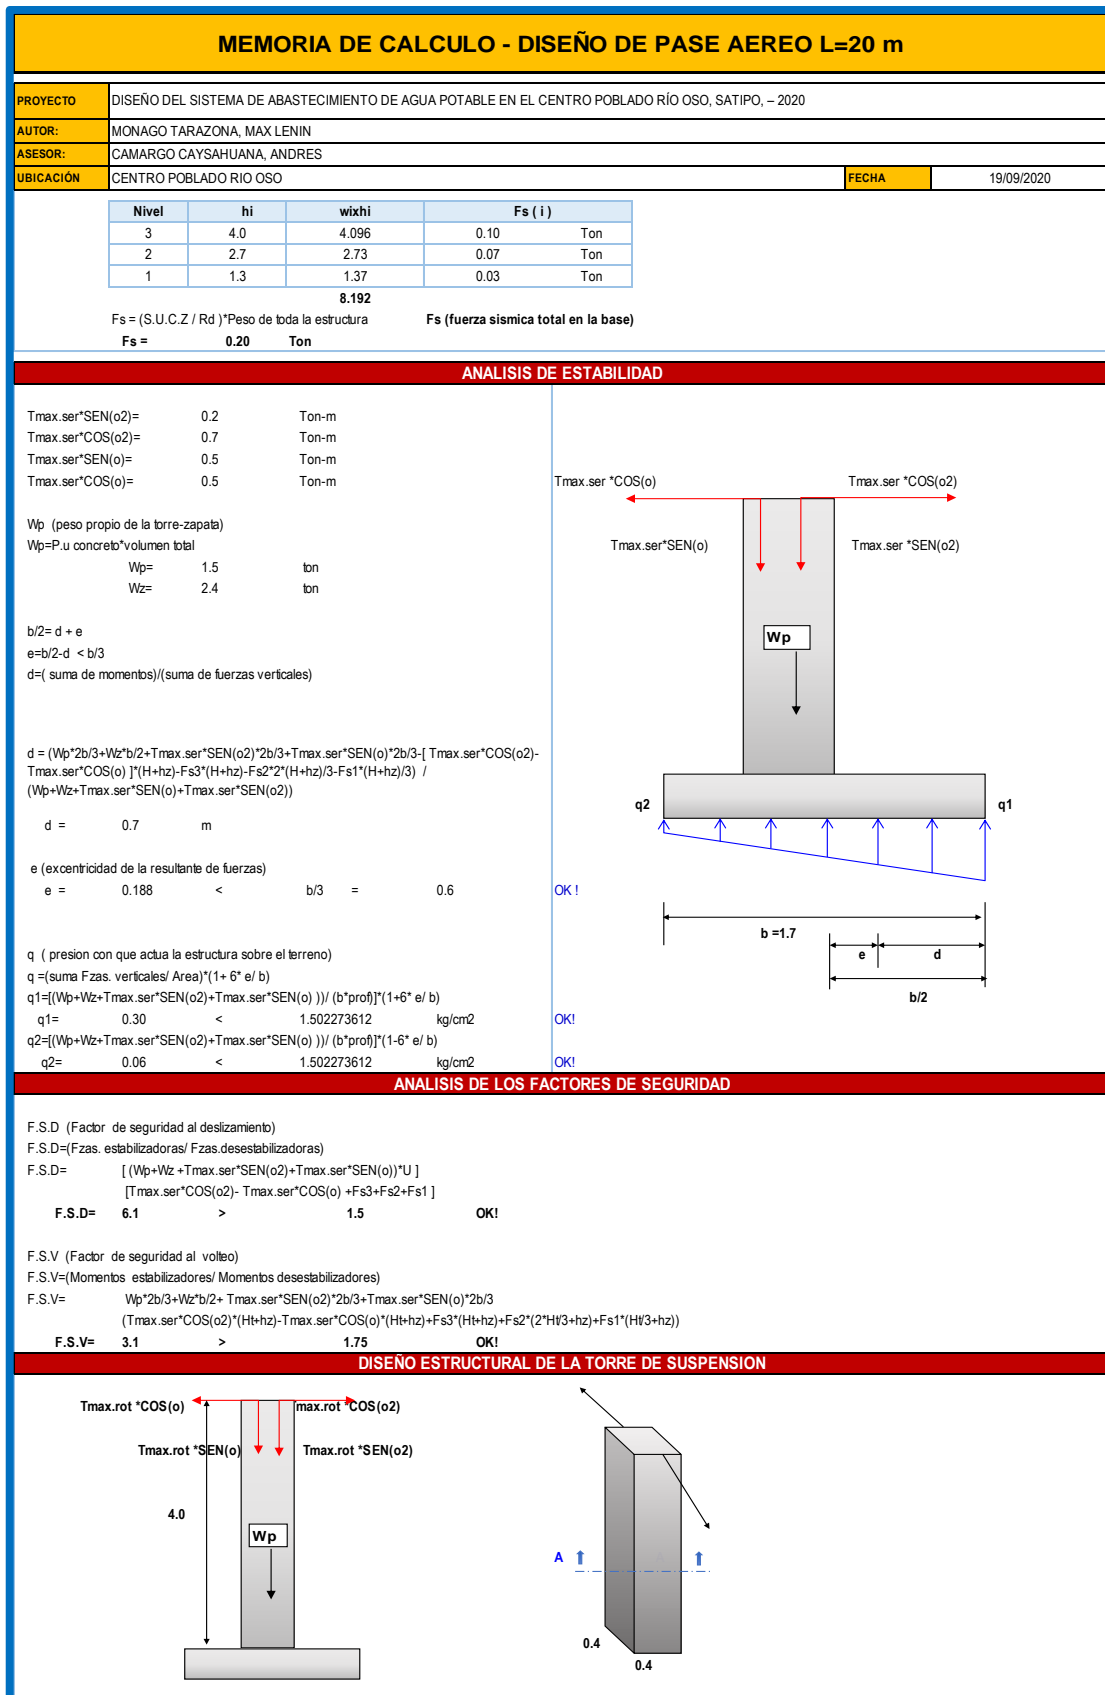 MEMORIA DE CALCULO - DISEÑO DE PASE AEREO L=20 m
PROYECTO DISEÑO DEL SISTEMA DE ABASTECIMIENTO DE AGUA POTABLE EN EL CENTRO POBLADO RÍO OSO, SATIPO, – 2020
AUTOR: MONAGO TARAZONA, MAX LENIN
ASESOR: CAMARGO CAYSAHUANA, ANDRES
UBICACIÓN CENTRO POBLADO RIO OSO FECHA 19/09/2020
Nivel hi wixhi Fs ( i )
3 4.0 4.096 0.10 Ton
2 2.7 2.73 0.07 Ton
1 1.3 1.37 0.03 Ton
8.192
Fs = (S.U.C.Z / Rd )*Peso de toda la estructura Fs (fuerza sismica total en la base)
Fs = 0.20 Ton
ANALISIS DE ESTABILIDAD
Tmax.ser*SEN(o2)= 0.2 Ton-m
Tmax.ser*COS(o2)= 0.7 Ton-m
Tmax.ser*SEN(o)= 0.5 Ton-m
Tmax.ser*COS(o)= 0.5 Ton-m
Tmax.ser *COS(o) Tmax.ser *COS(o2)
Tmax.ser*SEN(o) Tmax.ser *SEN(o2)
Wp
Wp (peso propio de la torre-zapata)
Wp=P.u concreto*volumen total
Wp= 1.5 ton
Wz= 2.4 ton
b/2= d + e
e=b/2-d < b/3
d=( suma de momentos)/(suma de fuerzas verticales)
d = (Wp*2b/3+Wz*b/2+Tmax.ser*SEN(o2)*2b/3+Tmax.ser*SEN(o)*2b/3-[ Tmax.ser*COS(o2)-
Tmax.ser*COS(o) ]*(H+hz)-Fs3*(H+hz)-Fs2*2*(H+hz)/3-Fs1*(H+hz)/3) /
(Wp+Wz+Tmax.ser*SEN(o)+Tmax.ser*SEN(o2))
q2 q1
d = 0.7 m
e (excentricidad de la resultante de fuerzas)
e = 0.188 < b/3 = 0.6 OK !
b =1.7
e d
b/2
q ( presion con que actua la estructura sobre el terreno)
q =(suma Fzas. verticales/ Area)*(1+ 6* e/ b)
q1=[(Wp+Wz+Tmax.ser*SEN(o2)+Tmax.ser*SEN(o) ))/ (b*prof)]*(1+6* e/ b)
q1= 0.30 < 1.502273612 kg/cm2 OK!
q2=[(Wp+Wz+Tmax.ser*SEN(o2)+Tmax.ser*SEN(o) ))/ (b*prof)]*(1-6* e/ b)
q2= 0.06 < 1.502273612 kg/cm2 OK!
ANALISIS DE LOS FACTORES DE SEGURIDAD
F.S.D (Factor de seguridad al deslizamiento)
F.S.D=(Fzas. estabilizadoras/ Fzas.desestabilizadoras)
F.S.D= [ (Wp+Wz +Tmax.ser*SEN(o2)+Tmax.ser*SEN(o))*U ]
[Tmax.ser*COS(o2)- Tmax.ser*COS(o) +Fs3+Fs2+Fs1 ]
F.S.D= 6.1 > 1.5 OK!
F.S.V (Factor de seguridad al volteo)
F.S.V=(Momentos estabilizadores/ Momentos desestabilizadores)
F.S.V= Wp*2b/3+Wz*b/2+ Tmax.ser*SEN(o2)*2b/3+Tmax.ser*SEN(o)*2b/3
(Tmax.ser*COS(o2)*(Ht+hz)-Tmax.ser*COS(o)*(Ht+hz)+Fs3*(Ht+hz)+Fs2*(2*Ht/3+hz)+Fs1*(Ht/3+hz))
F.S.V= 3.1 > 1.75 OK!
DISEÑO ESTRUCTURAL DE LA TORRE DE SUSPENSION
Tmax.rot *COS(o) max.rot *COS(o2)
Tmax.rot *SEN(o) Tmax.rot *SEN(o2)
4.0
Wp
A A
0.4
0.4